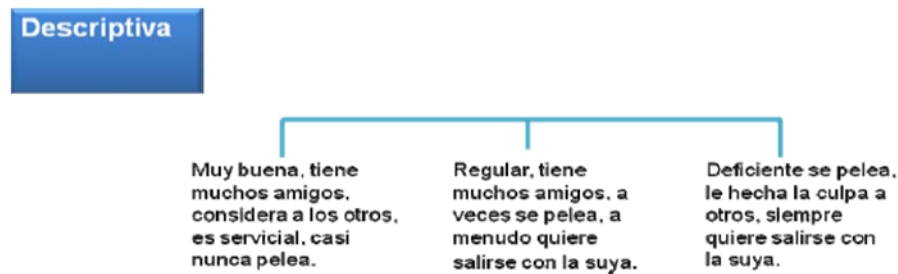 Descriptiva
Muy buena, tiene
muchos amigos,
considera a los otros,
es servicial, casi
nunca pelea.
Regular, tiene
muchos amigos, a
veces se pelea, a
menudo quiere
salirse con la suya.
Deficiente se pelea,
le hecha la culpa a
otros, siempre
quiere salirse con
la suya.